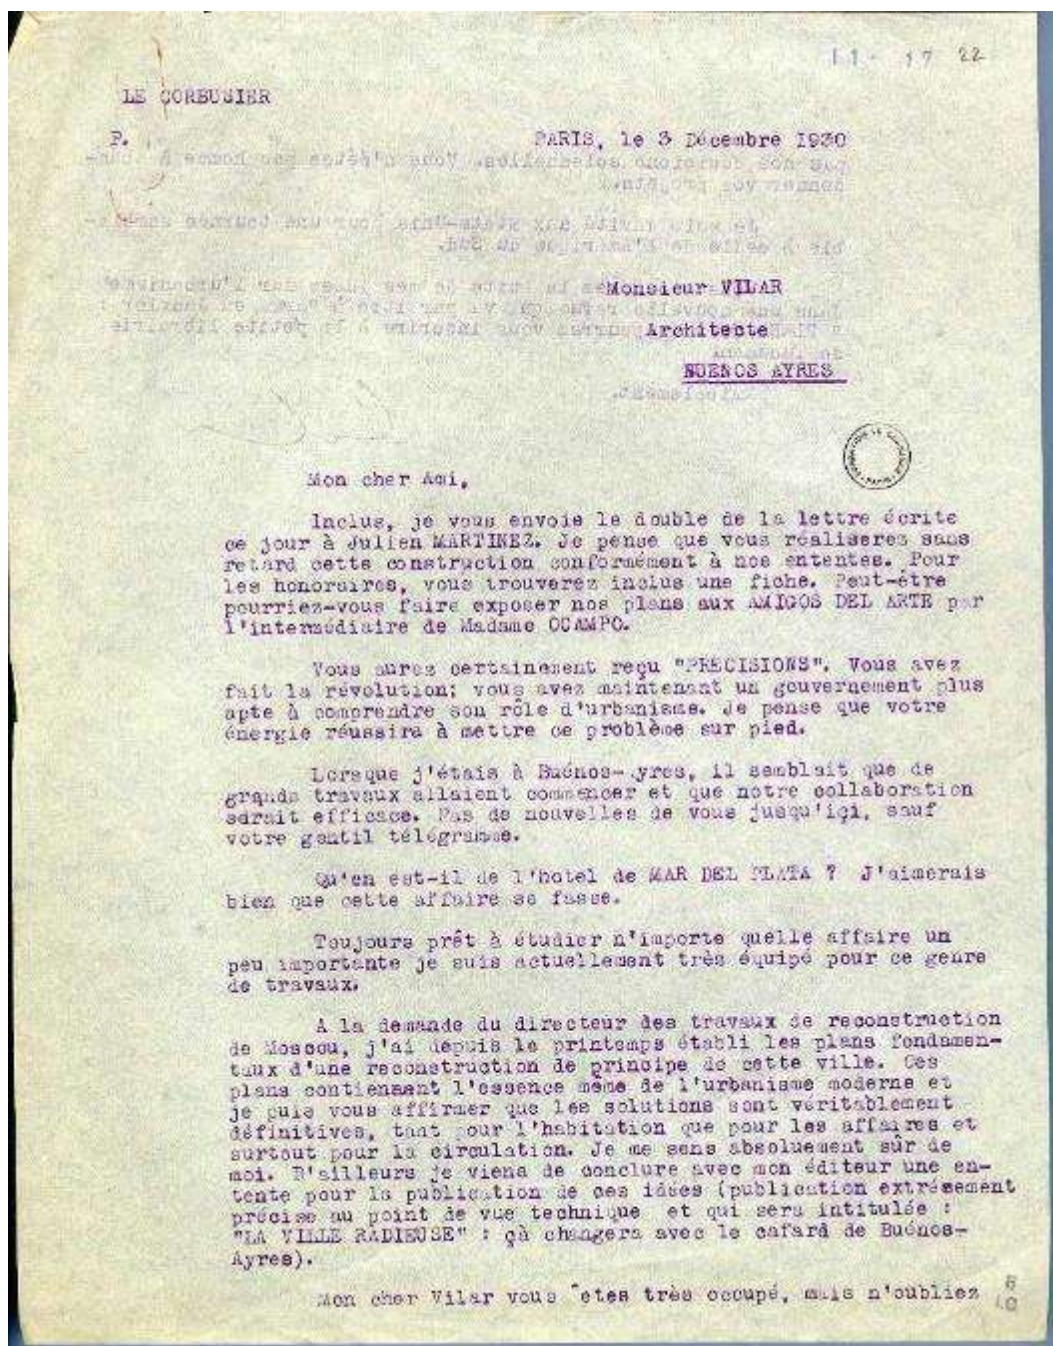 11- 17 22
LE CORBUSIER
P.
PARIS, le 3 Décembre 1930
Monsieur VILAR
Architecte
BUENOS AYRES
Mon cher Ami,
Inclus, je vous envoie le double de la lettre écrite
ce jour à Julien MARTINEZ. Je pense que vous réaliserez sans
retard cette construction conformément à nos ententes. Pour
les honoraires, vous trouverez inclus une fiche. Peut-être
pourriez-vous faire exposer nos plans aux AMIGOS DEL ARTE par
l'intermédiaire de Madame OCAMPO.
Vous aurez certainement reçu "PRECISIONS". Vous avez
fait la révolution; vous avez maintenant un gouvernement plus
apte à comprendre son rôle d'urbanisme. Je pense que votre
énergie réussira à mettre ce problème sur pied.
Lorsque j'étais à Buénos-Ayres, il semblait que de
grands travaux allaient commencer et que notre collaboration
serait efficace. Pas de nouvelles de vous jusqu'içi, sauf
votre gentil télégramme.
Qu'en est-il de l'hotel de MAR DEL PLATA ? J'aimerais
bien que cette affaire se fasse.
Toujours prêt à étudier n'importe quelle affaire un
peu importante je suis actuellement très équipé pour ce genre
de travaux.
A la demande du directeur des travaux de reconstruction
de Moscou, j'ai depuis le printemps établi les plans fondamen-
taux d'une reconstruction de principe de cette ville. Ces
plans contiennent l'essence même de l'urbanisme moderne et
je puis vous affirmer que les solutions sont véritablement
définitives, tant pour l'habitation que pour les affaires et
surtout pour la circulation. Je me sens absoluement sûr de
moi. D'ailleurs je viens de conclure avec mon éditeur une en-
tente pour la publication de ces idées (publication extrêmement
précise au point de vue technique et qui sera intitulée :
"LA VILLE RADIEUSE" : çà changera avec le cafard de Buénos-
Ayres).
Mon cher Vilar vous êtes très occupé, mais n'oubliez